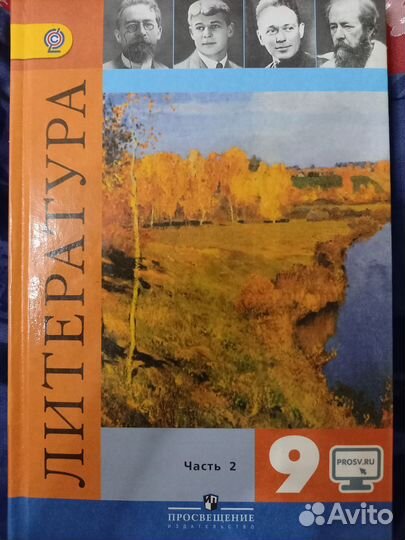 ЛИТЕРАТУРА
Часть 2
9
PROSV.RU
ПРОСВЕЩЕНИЕ
ИЗДАТЕЛЬСТВО
Avito